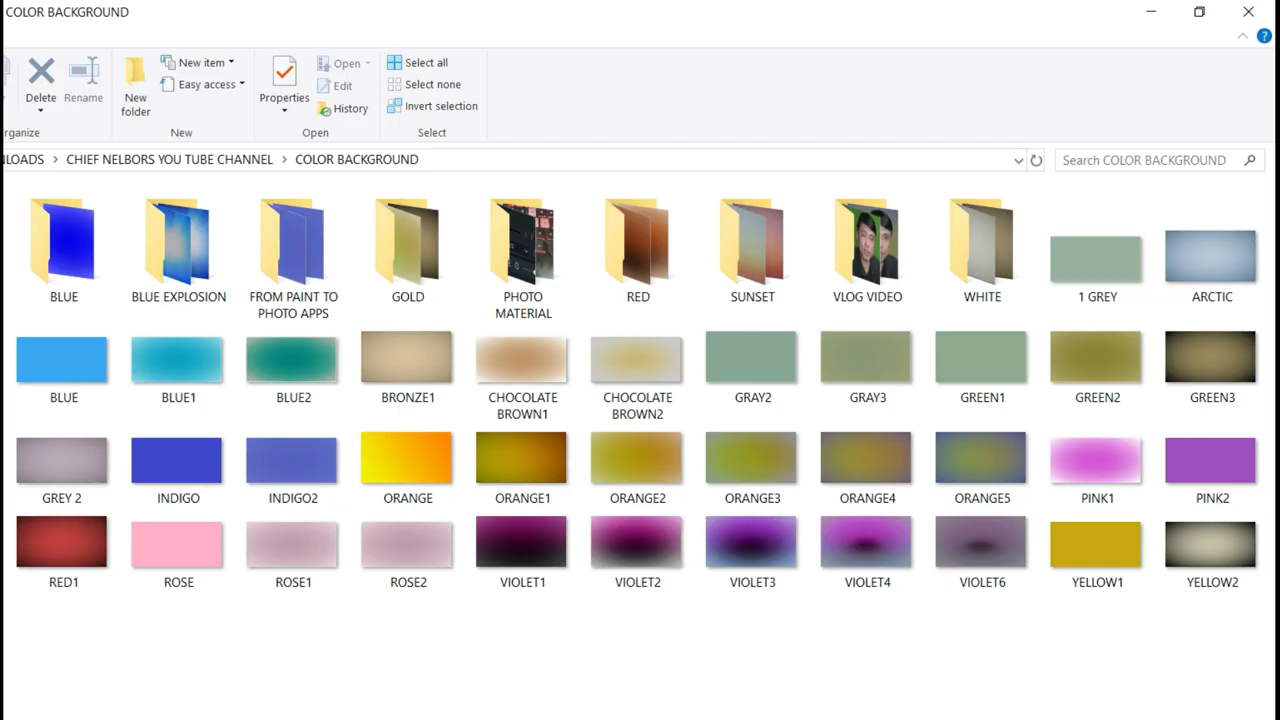 COLOR BACKGROUND
Delete
Rename
New
folder
New item
Easy access
Properties
Open
Edit
History
Select all
Select none
Invert selection
rganize
New
Open
Select
NLOADS > CHIEF NELBORS YOU TUBE CHANNEL > COLOR BACKGROUND
Search COLOR BACKGROUND
BLUE
BLUE EXPLOSION
FROM PAINT TO
PHOTO APPS
GOLD
PHOTO
MATERIAL
RED
SUNSET
VLOG VIDEO
WHITE
1 GREY
ARCTIC
BLUE
BLUE1
BLUE2
BRONZE1
CHOCOLATE
BROWN1
CHOCOLATE
BROWN2
GRAY2
GRAY3
GREEN1
GREEN2
GREEN3
GREY 2
INDIGO
INDIGO2
ORANGE
ORANGE1
ORANGE2
ORANGE3
ORANGE4
ORANGE5
PINK1
PINK2
RED1
ROSE
ROSE1
ROSE2
VIOLET1
VIOLET2
VIOLET3
VIOLET4
VIOLET6
YELLOW1
YELLOW2